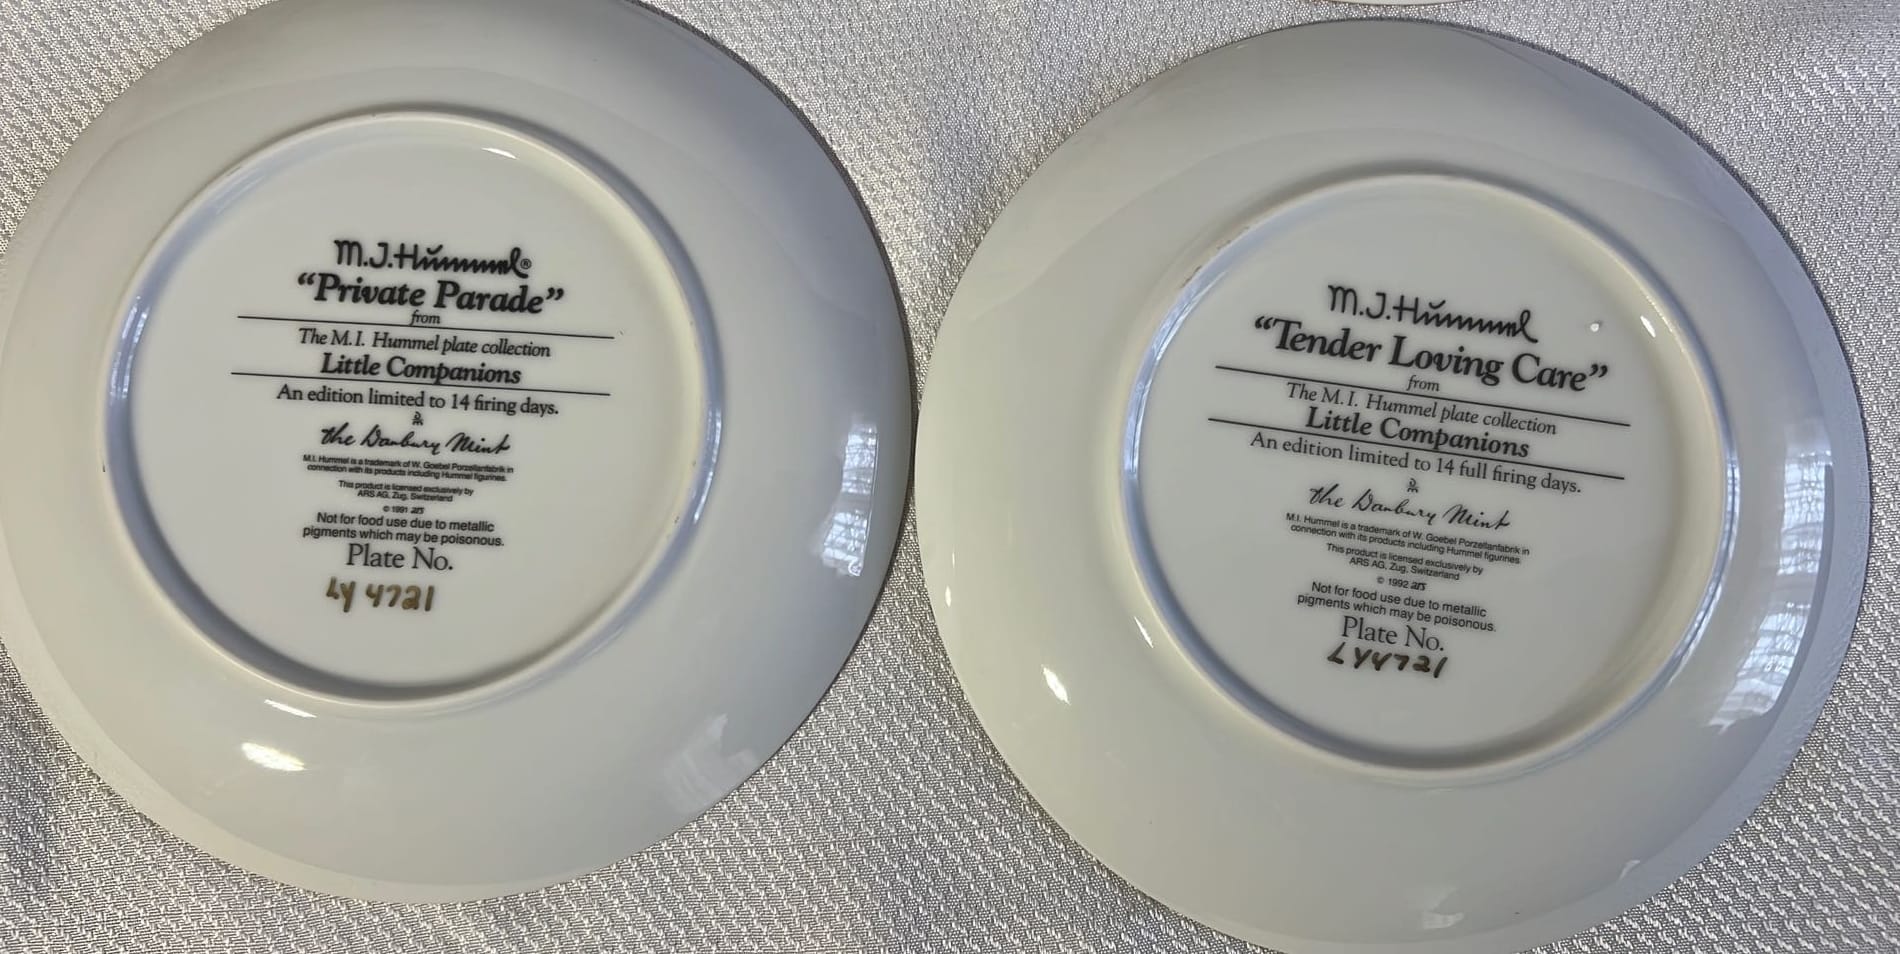 M.J.Hummel®
“Private Parade”
from
The M.I. Hummel plate collection
Little Companions
An edition limited to 14 firing days.
the Danbury Mint
M.I. Hummel is a trademark of W. Goebel Porzellanfabrik in
connection with its products including Hummel figurines.
This product is licensed exclusively by
ARS AG, Zug, Switzerland
© 1991 ars
Not for food use due to metallic
pigments which may be poisonous.
Plate No.
LY 4721
M.J.Hummel
“Tender Loving Care”
from
The M.I. Hummel plate collection
Little Companions
An edition limited to 14 full firing days.
the Danbury Mint
M.I. Hummel is a trademark of W. Goebel Porzellanfabrik in
connection with its products including Hummel figurines.
This product is licensed exclusively by
ARS AG, Zug, Switzerland
© 1992 ars
Not for food use due to metallic
pigments which may be poisonous.
Plate No.
LY4721